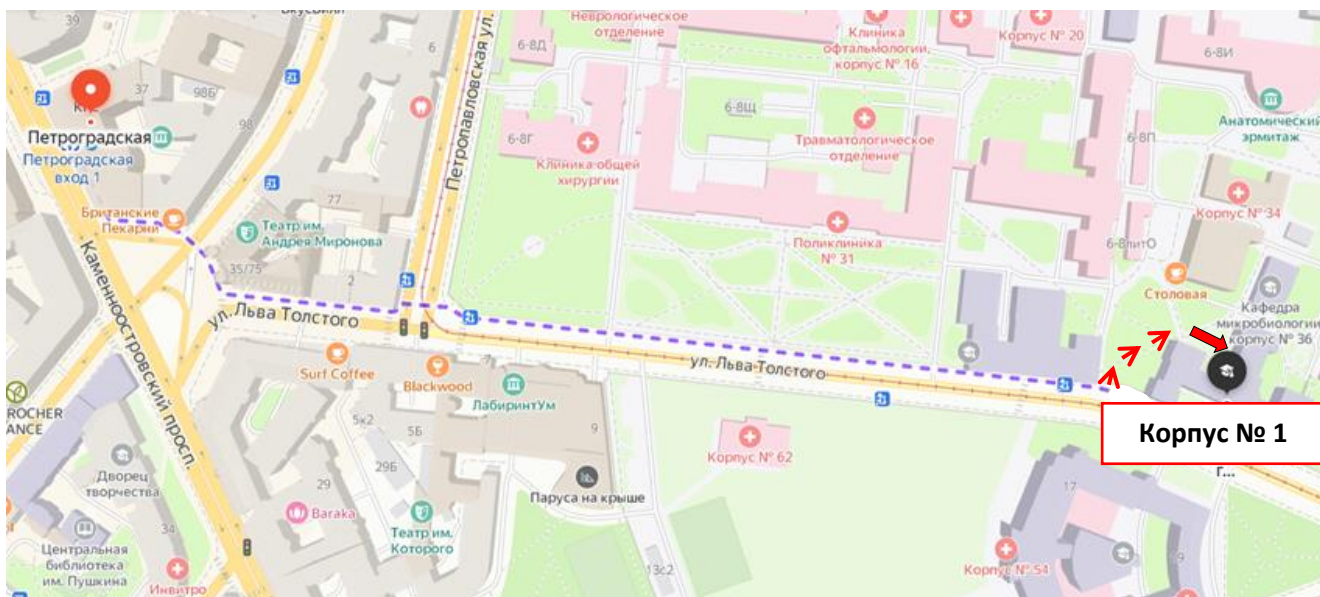 39
ВкусВилл
37
98Б
98
6
Петроградская
Петроградская
вход 1
Британские
Пекарни
Театр им.
Андрея Миронова
77
35/75
2
Каменноостровский просп.
ул. Льва Толстого
Петропавловская ул.
6-8Д
Неврологическое
отделение
Клиника
офтальмологии,
корпус № 16
Корпус № 20
6-8И
6-8Щ
6-8Г
Клиника общей
хирургии
Травматологическое
отделение
Поликлиника
№ 31
6-8П
Анатомический
эрмитаж
Корпус № 34
6-8литО
Столовая
Кафедра
микробиологии,
корпус № 36
Корпус № 1
г...
ул. Льва Толстого
Surf Coffee
Blackwood
7
ЛабиринтУм
9
5к2
5Б
29Б
29
Паруса на крыше
Корпус № 62
ROCHER
ANCE
Дворец
творчества
34
Baraka
Театр им.
Которого
Центральная
библиотека
им. Пушкина
Инвитро
13с2
17
19
Корпус № 54